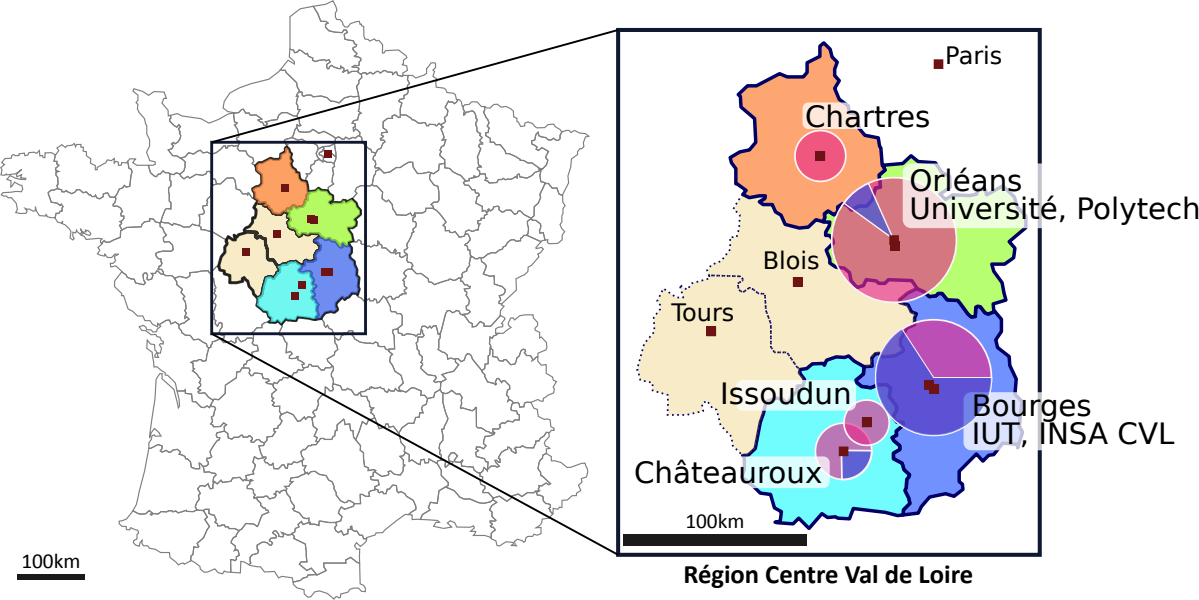 Paris
Chartres
Orléans
Université, Polytech
Blois
Tours
Issoudun
Bourges
IUT, INSA CVL
Châteauroux
100km
100km
Région Centre Val de Loire